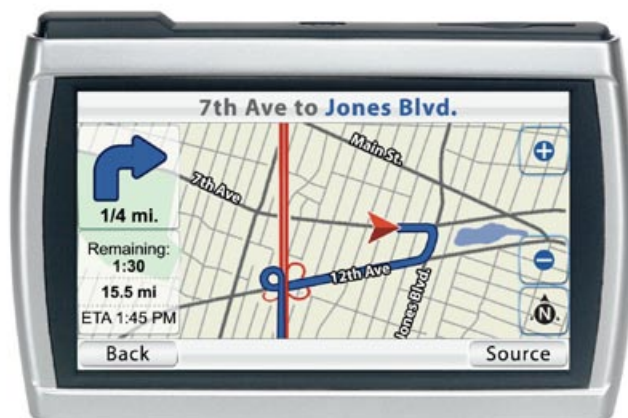 7th Ave to Jones Blvd.
1/4 mi.
Remaining:
1:30
15.5 mi
ETA 1:45 PM
7th Ave
Main St.
12th Ave
Jones Blvd.
N
Back
Source